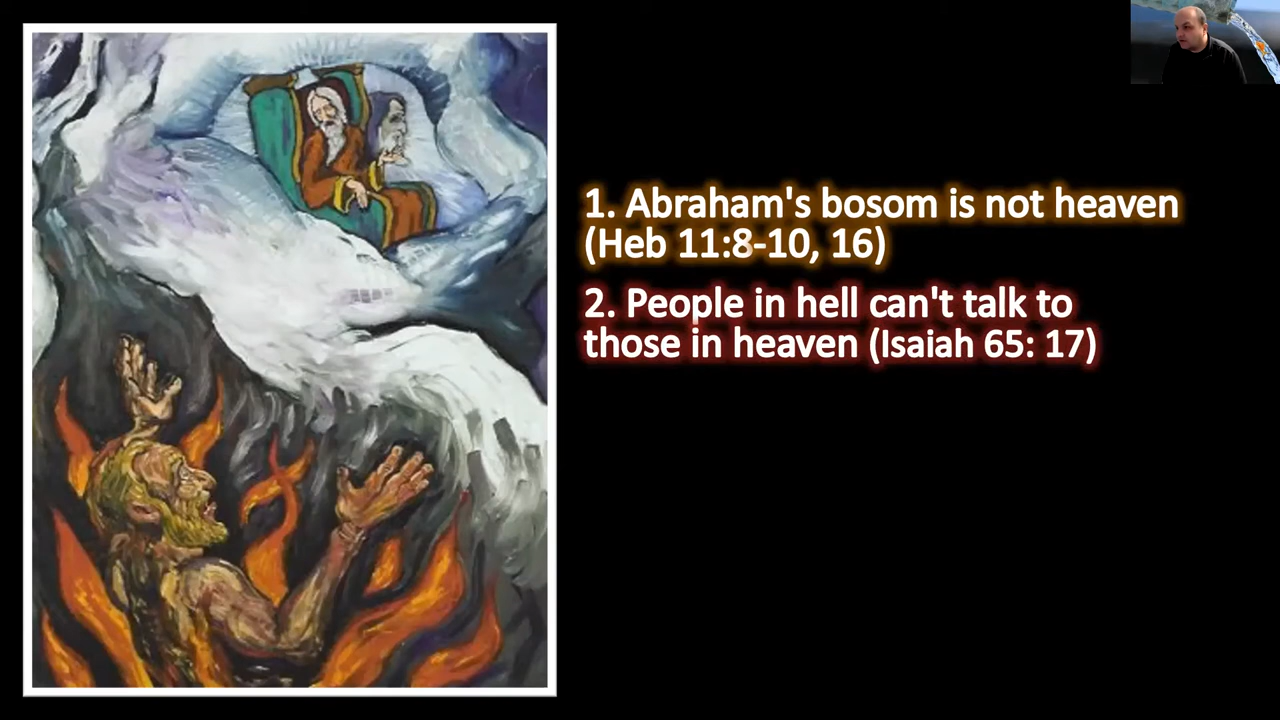 1. Abraham's bosom is not heaven
(Heb 11:8-10, 16)
2. People in hell can't talk to
those in heaven (Isaiah 65: 17)